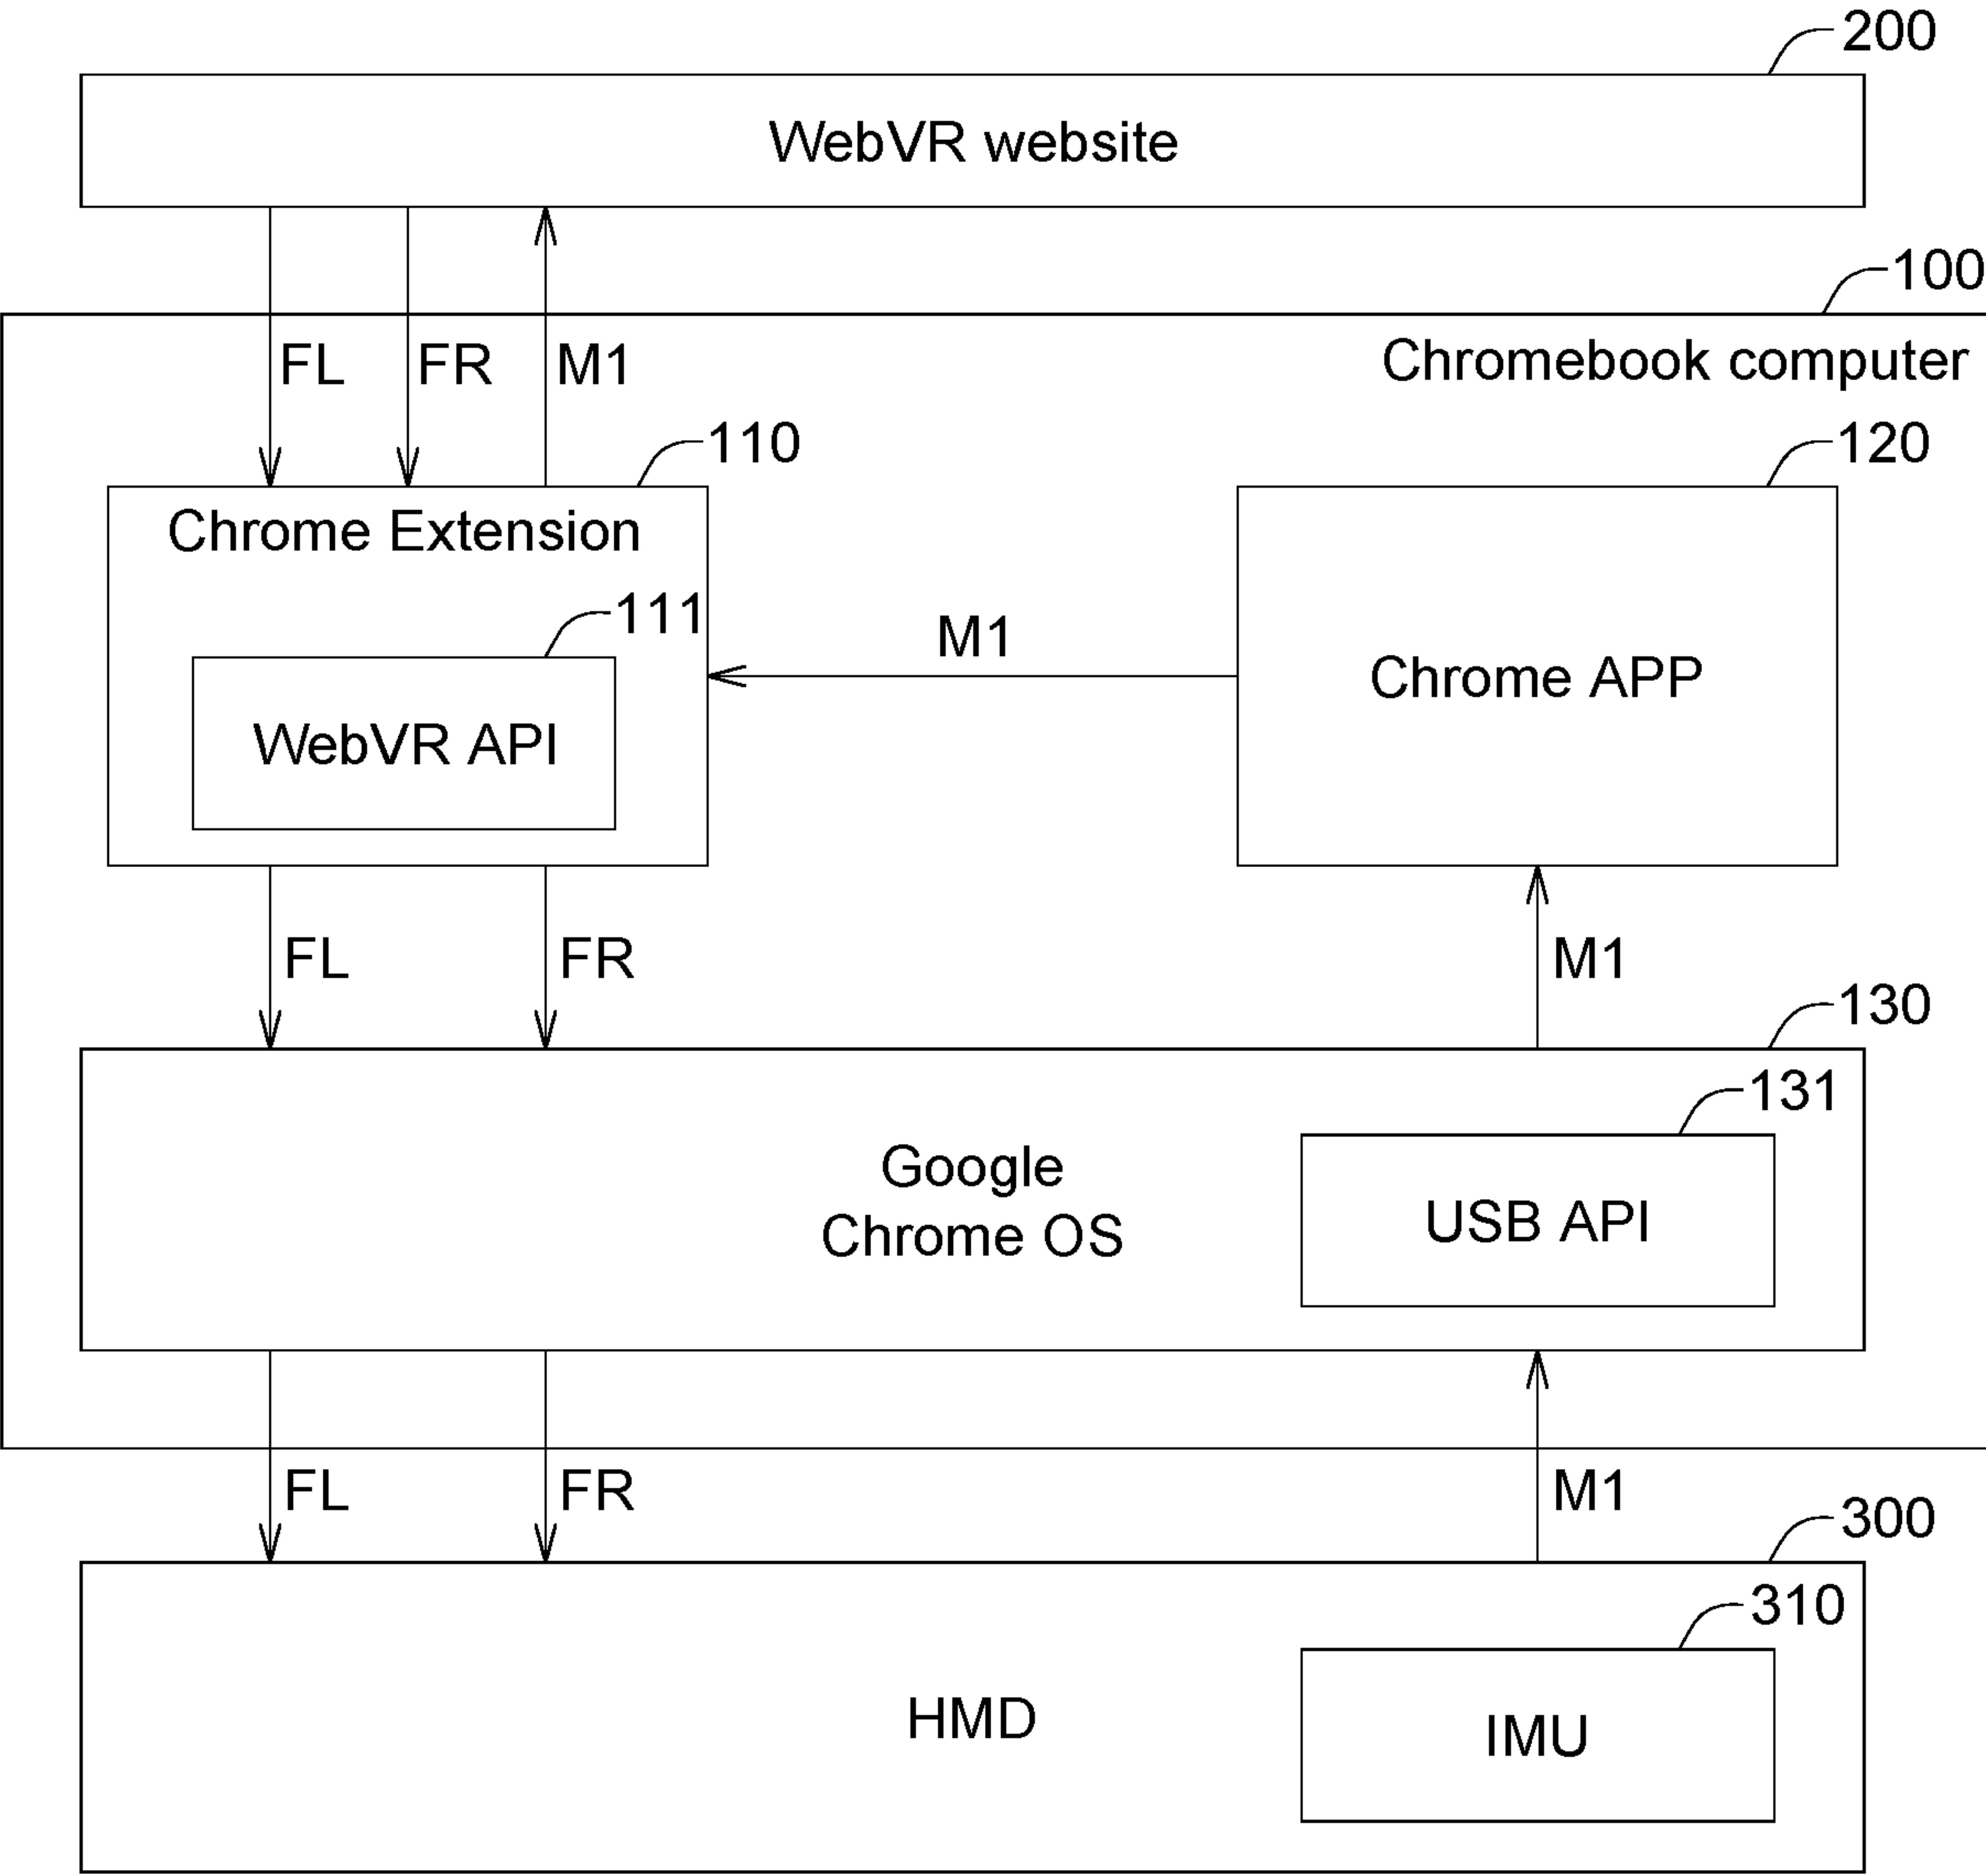 200
WebVR website
100
FL FR M1
Chromebook computer
110
120
Chrome Extension
111
M1
Chrome APP
WebVR API
FL FR M1
130
131
Google
Chrome OS
USB API
FL FR M1
300
310
HMD
IMU